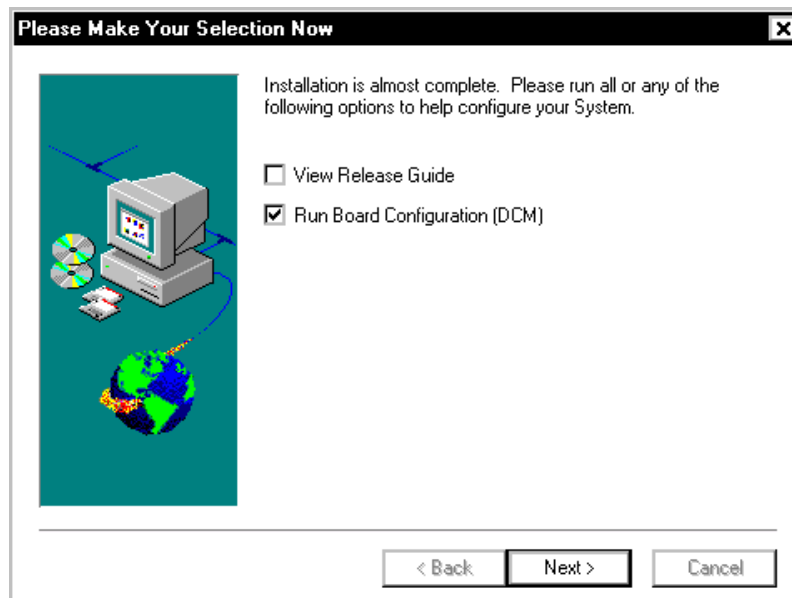 Please Make Your Selection Now
Installation is almost complete. Please run all or any of the
following options to help configure your System.
View Release Guide
Run Board Configuration (DCM)
< Back
Next >
Cancel